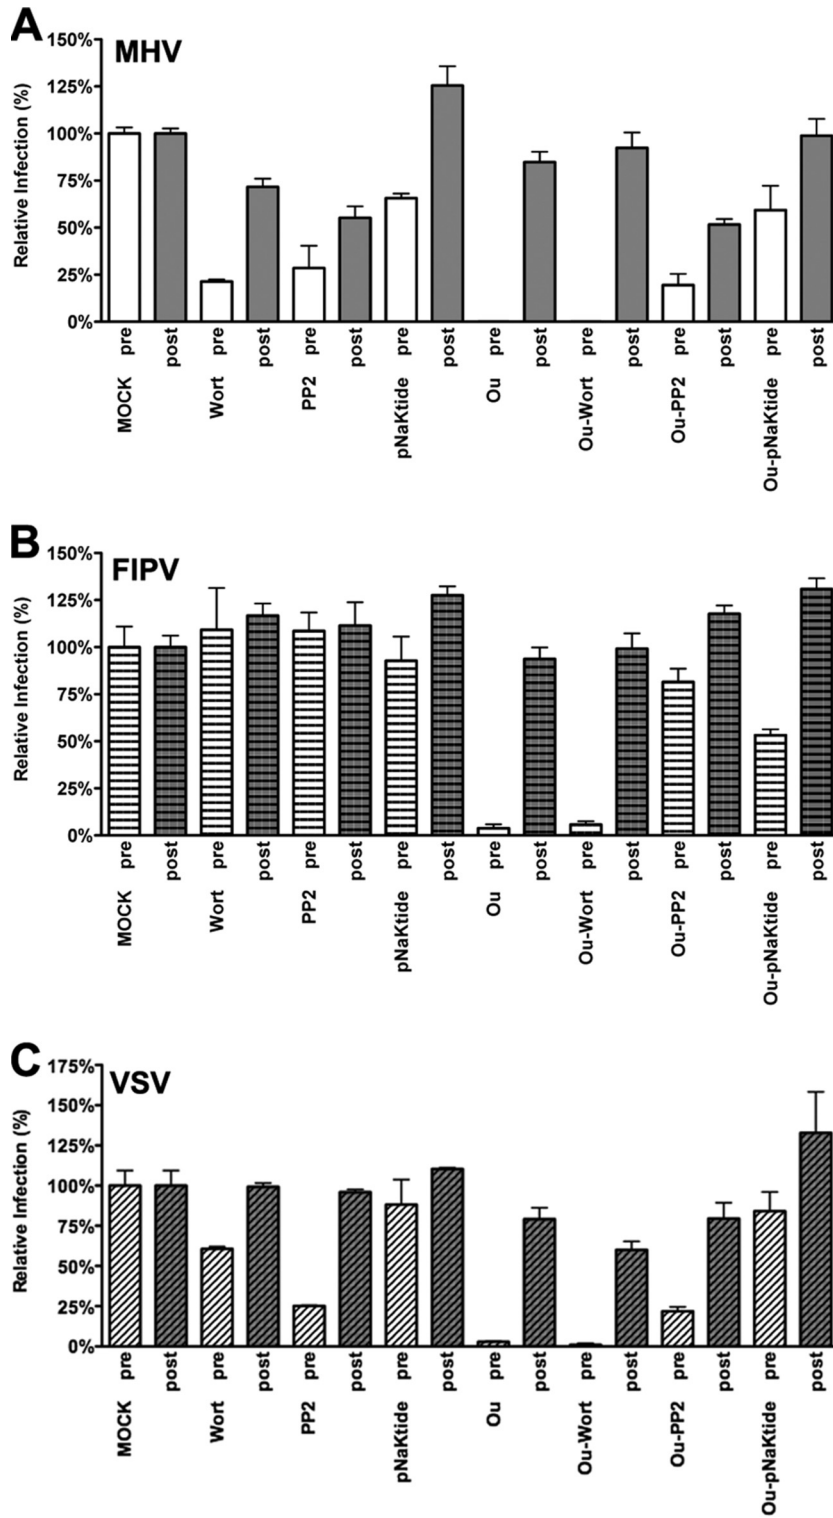 A
MHV
Relative Infection (%)
150%
125%
100%
75%
50%
25%
0%
pre post pre post pre post pre post pre post pre post pre post pre post
MOCK Wort PP2 pNaKtide Ou Ou-Wort Ou-PP2 Ou-pNaKtide
B
FIPV
Relative Infection (%)
150%
125%
100%
75%
50%
25%
0%
pre post pre post pre post pre post pre post pre post pre post pre post
MOCK Wort PP2 pNaKtide Ou Ou-Wort Ou-PP2 Ou-pNaKtide
C
VSV
Relative Infection (%)
175%
150%
125%
100%
75%
50%
25%
0%
pre post pre post pre post pre post pre post pre post pre post pre post
MOCK Wort PP2 pNaKtide Ou Ou-Wort Ou-PP2 Ou-pNaKtide